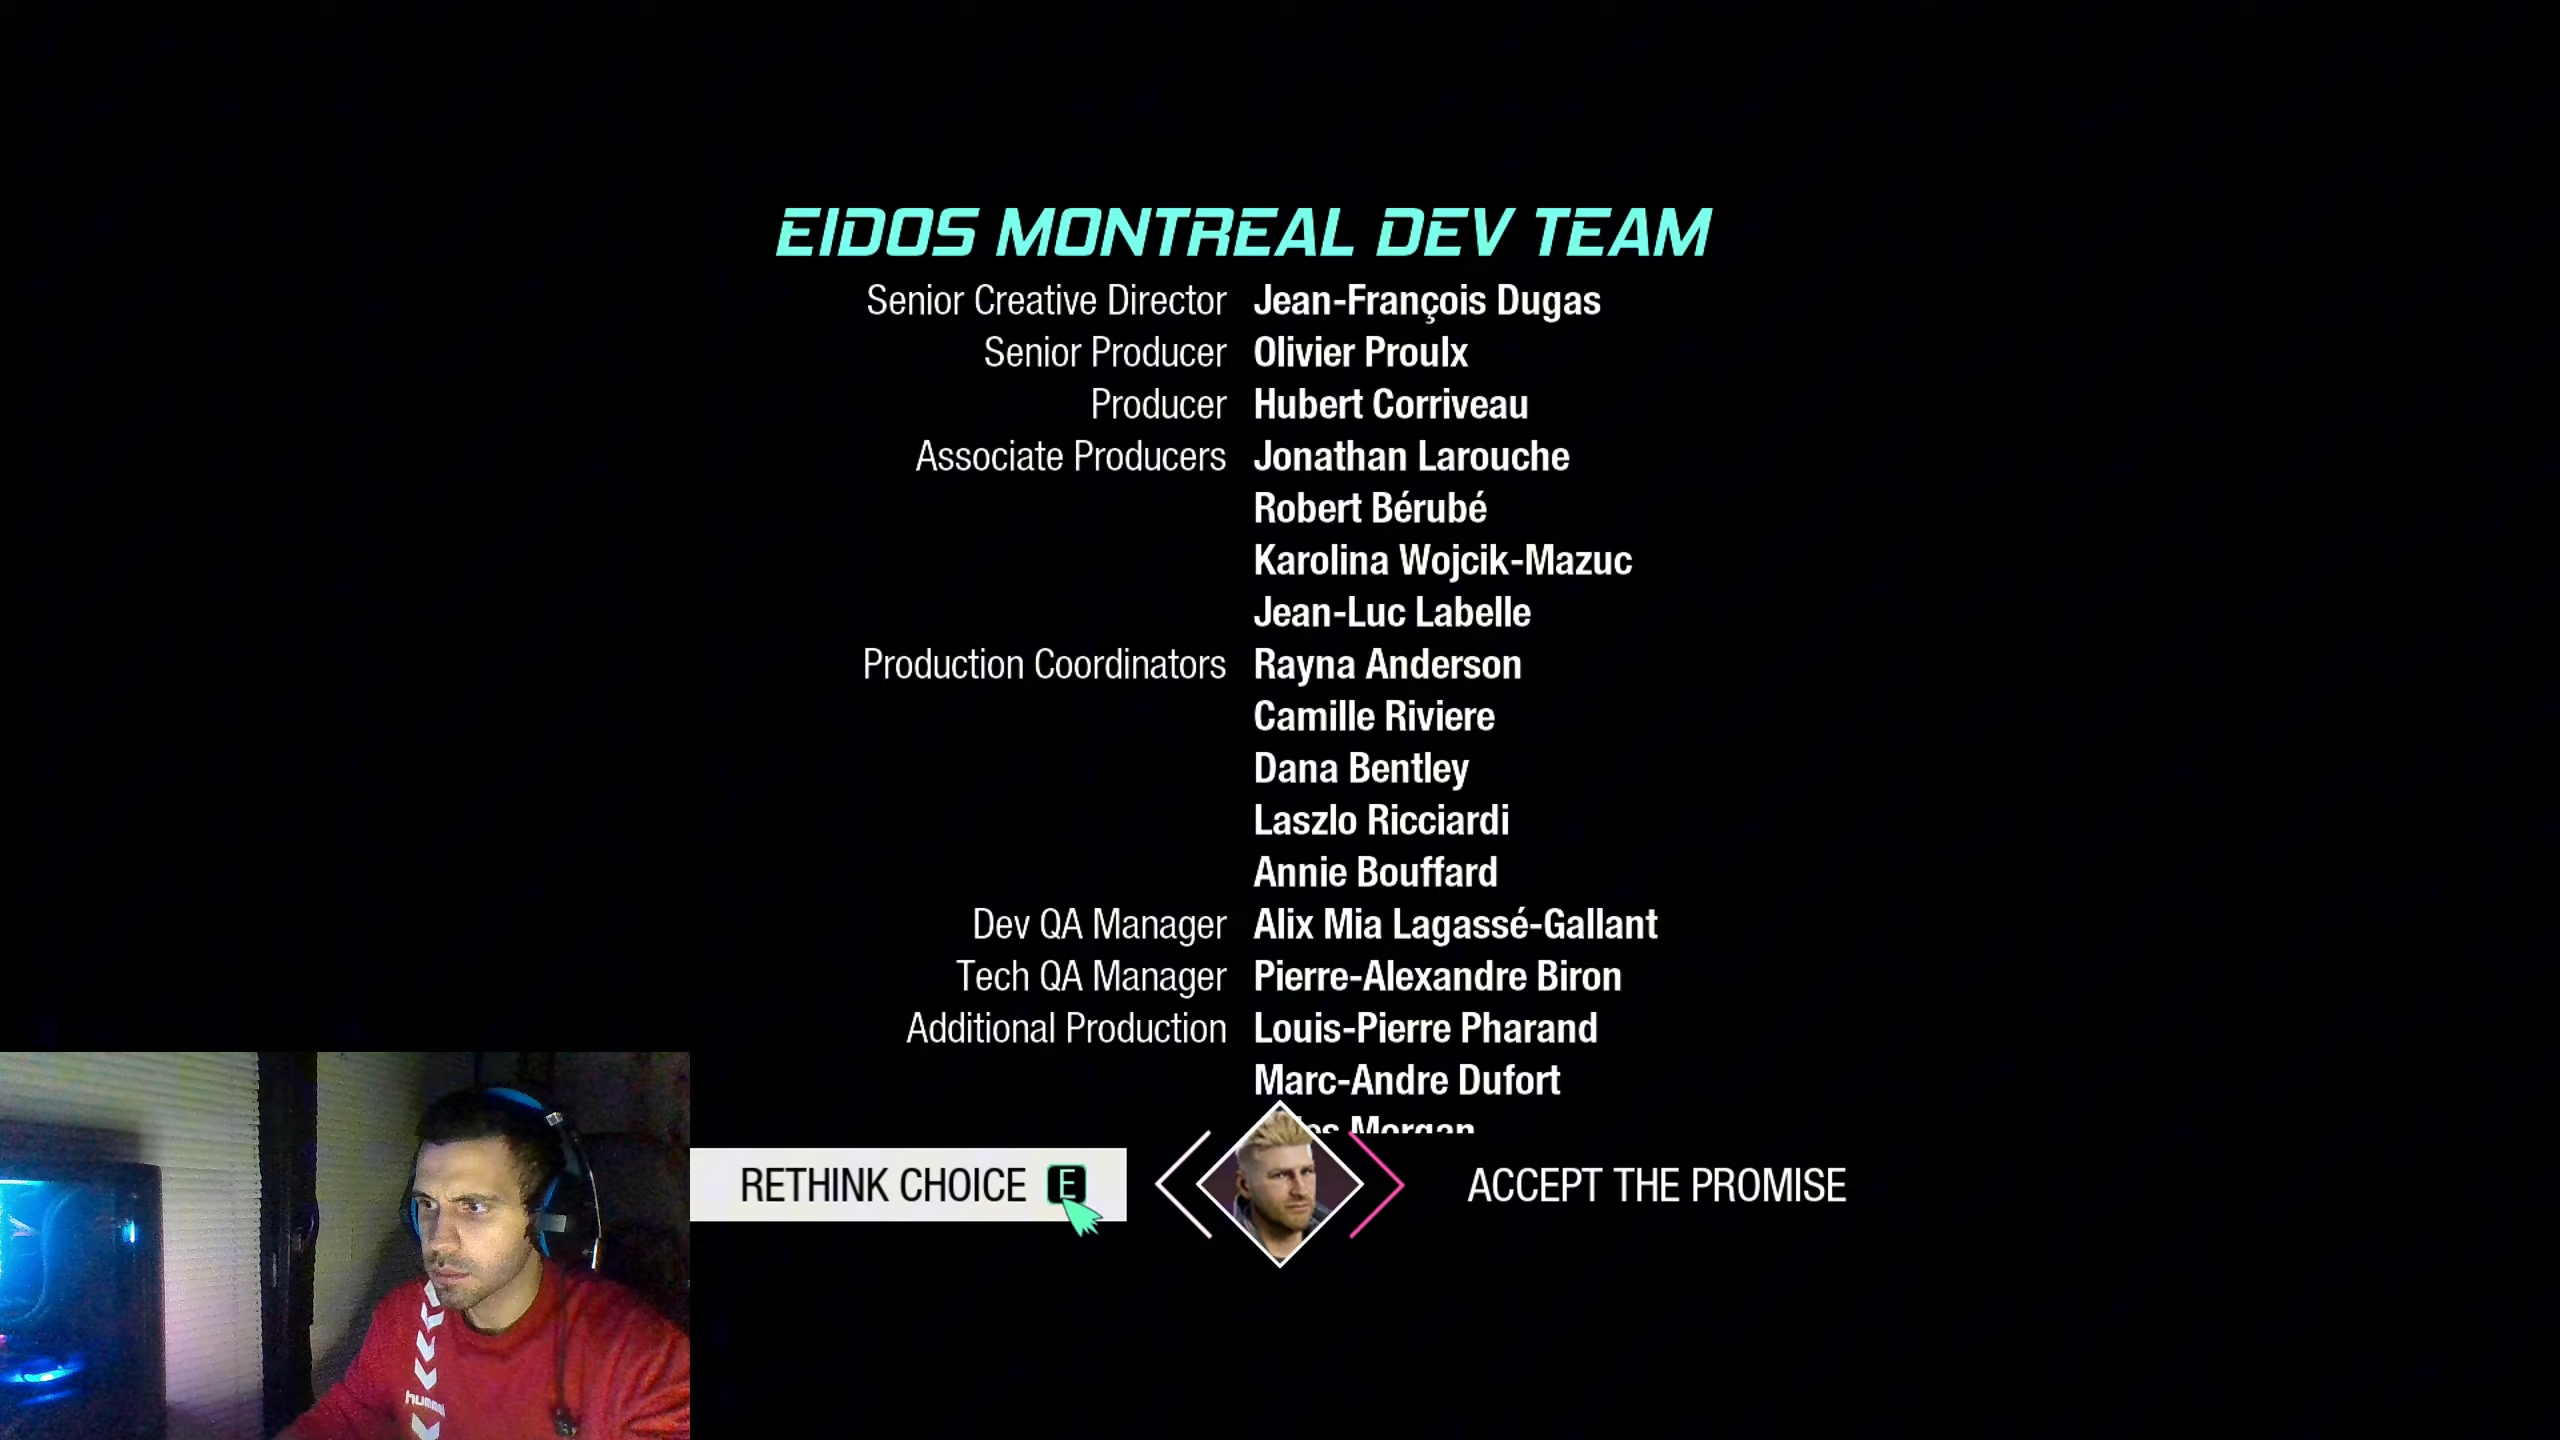 EIDOS MONTREAL DEV TEAM
Senior Creative Director Jean-François Dugas
Senior Producer Olivier Proulx
Producer Hubert Corriveau
Associate Producers Jonathan Larouche
Robert Bérubé
Karolina Wojcik-Mazuc
Jean-Luc Labelle
Production Coordinators Rayna Anderson
Camille Riviere
Dana Bentley
Laszlo Ricciardi
Annie Bouffard
Dev QA Manager Alix Mia Lagassé-Gallant
Tech QA Manager Pierre-Alexandre Biron
Additional Production Louis-Pierre Pharand
Marc-Andre Dufort
Morgan
RETHINK CHOICE E
ACCEPT THE PROMISE
hummel